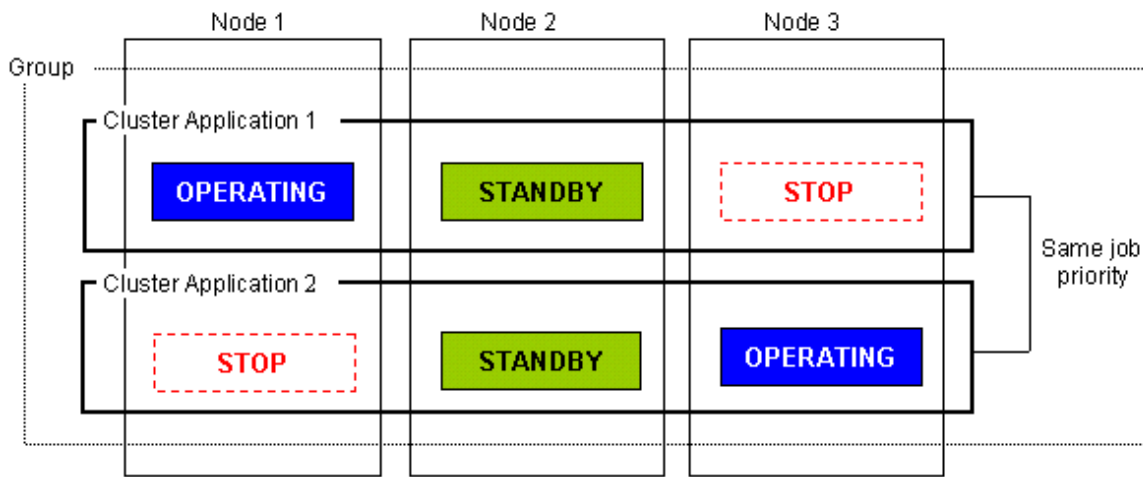 Node 1
Node 2
Node 3
Group
Cluster Application 1
OPERATING
STANDBY
STOP
Same job
priority
Cluster Application 2
STOP
STANDBY
OPERATING